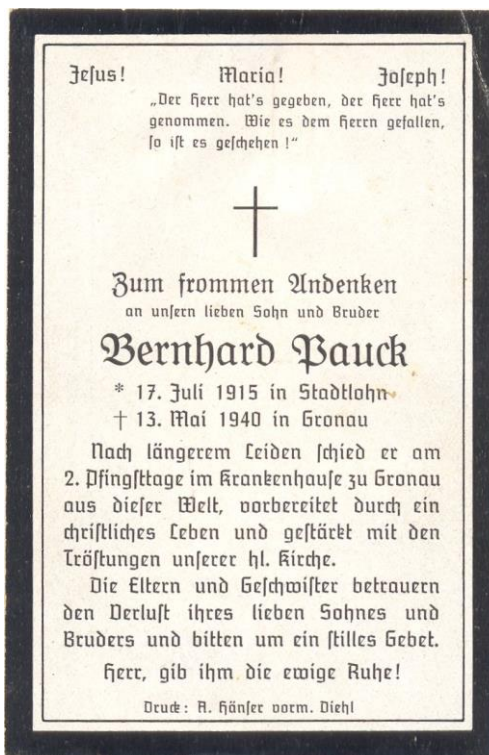 Jesus! Maria! Joseph!
„Der Herr hat's gegeben, der Herr hat's
genommen. Wie es dem Herrn gefallen,
so ist es geschehen!“
Zum frommen Andenken
an unsern lieben Sohn und Bruder
Bernhard Pauck
* 17. Juli 1915 in Stadtlohn
† 13. Mai 1940 in Gronau
Nach längerem Leiden schied er am
2. Pfingsttage im Krankenhause zu Gronau
aus dieser Welt, vorbereitet durch ein
christliches Leben und gestärkt mit den
Tröstungen unserer hl. Kirche.
Die Eltern und Geschwister betrauern
den Verlust ihres lieben Sohnes und
Bruders und bitten um ein stilles Gebet.
Herr, gib ihm die ewige Ruhe!
Druck: A. Hänser vorm. Diehl